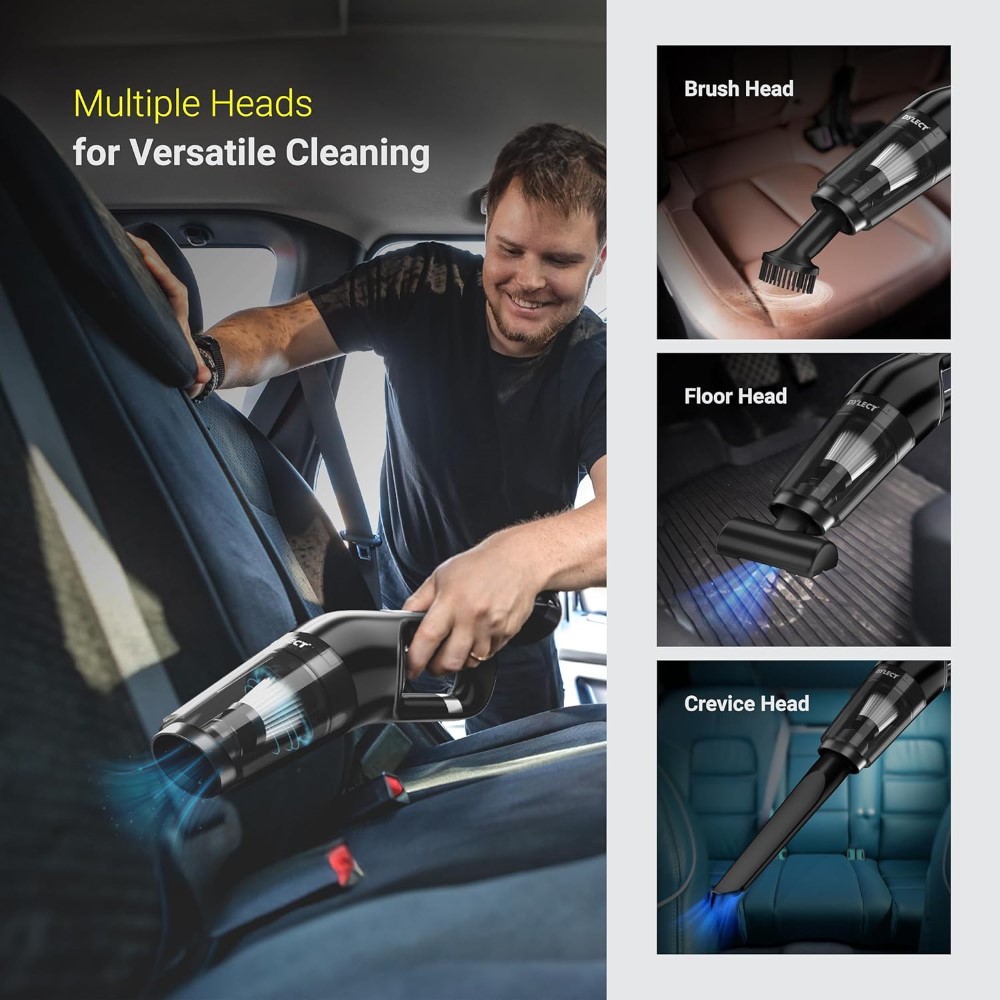 Multiple Heads
for Versatile Cleaning
Brush Head
Floor Head
Crevice Head